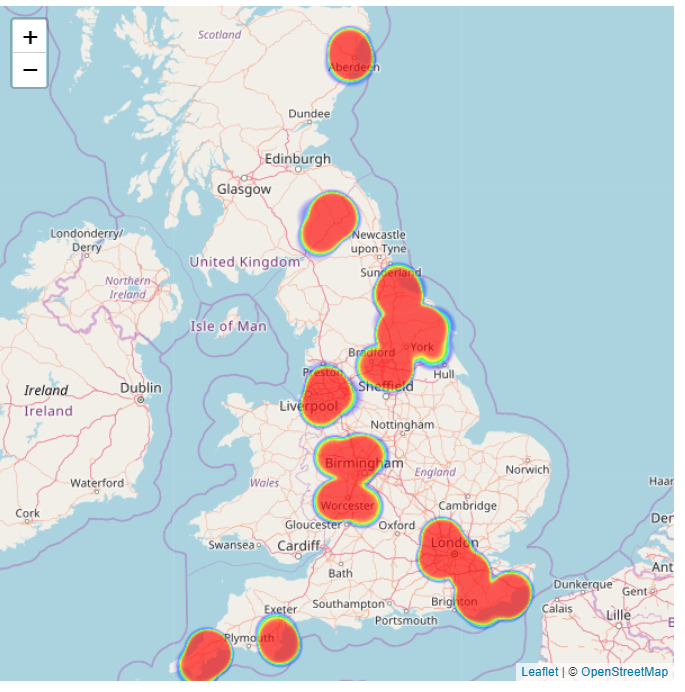 +
−
Scotland
Aberdeen
Dundee
Edinburgh
Glasgow
Londonderry/
Derry
Newcastle
upon Tyne
United Kingdom
Sunderland
Northern
Ireland
Isle of Man
Bradford
York
Preston
Hull
Ireland
Dublin
Sheffield
Ireland
Liverpool
Nottingham
Birmingham
England
Norwich
Waterford
Wales
Haar
Cork
Worcester
Cambridge
Den
Gloucester
Oxford
Swansea
Cardiff
London
Bath
Ant
Dunkerque
Gent
Exeter
Southampton
Brighton
Calais
Portsmouth
Lille
B
Plymouth
Leaflet | © OpenStreetMap